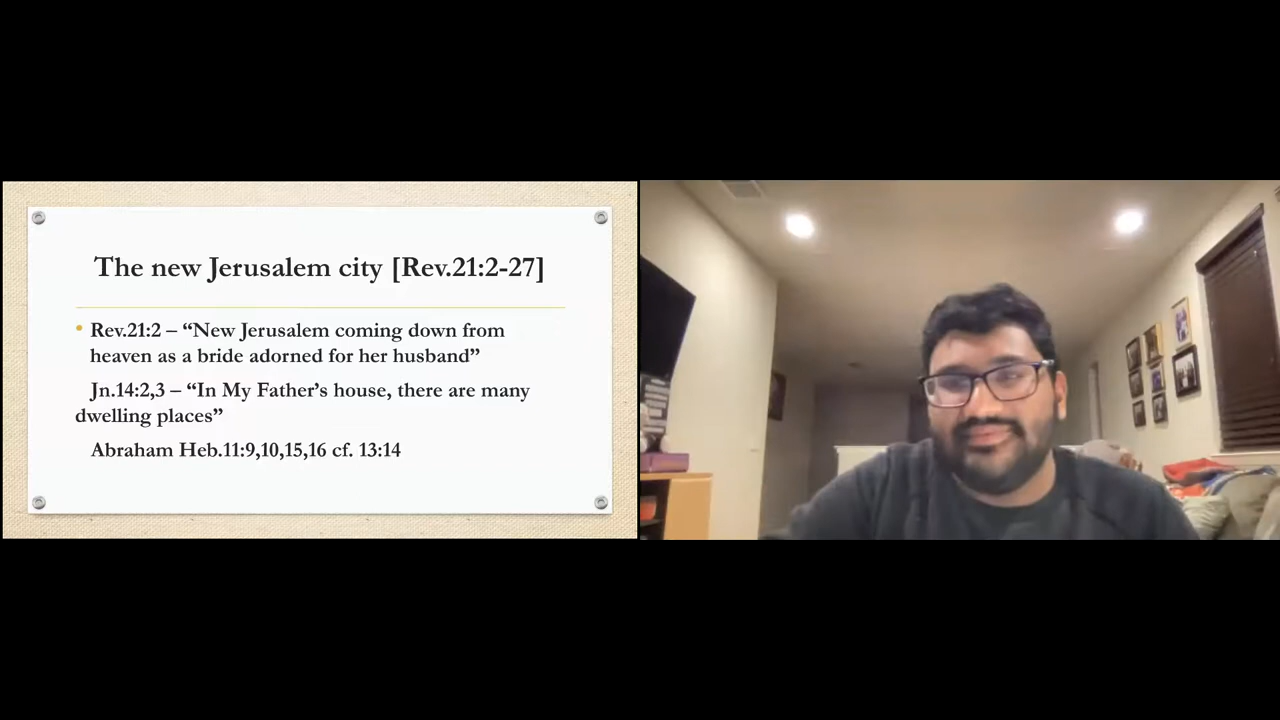 The new Jerusalem city [Rev.21:2-27]
• Rev.21:2 – “New Jerusalem coming down from
heaven as a bride adorned for her husband”
Jn.14:2,3 – “In My Father’s house, there are many
dwelling places”
Abraham Heb.11:9,10,15,16 cf. 13:14